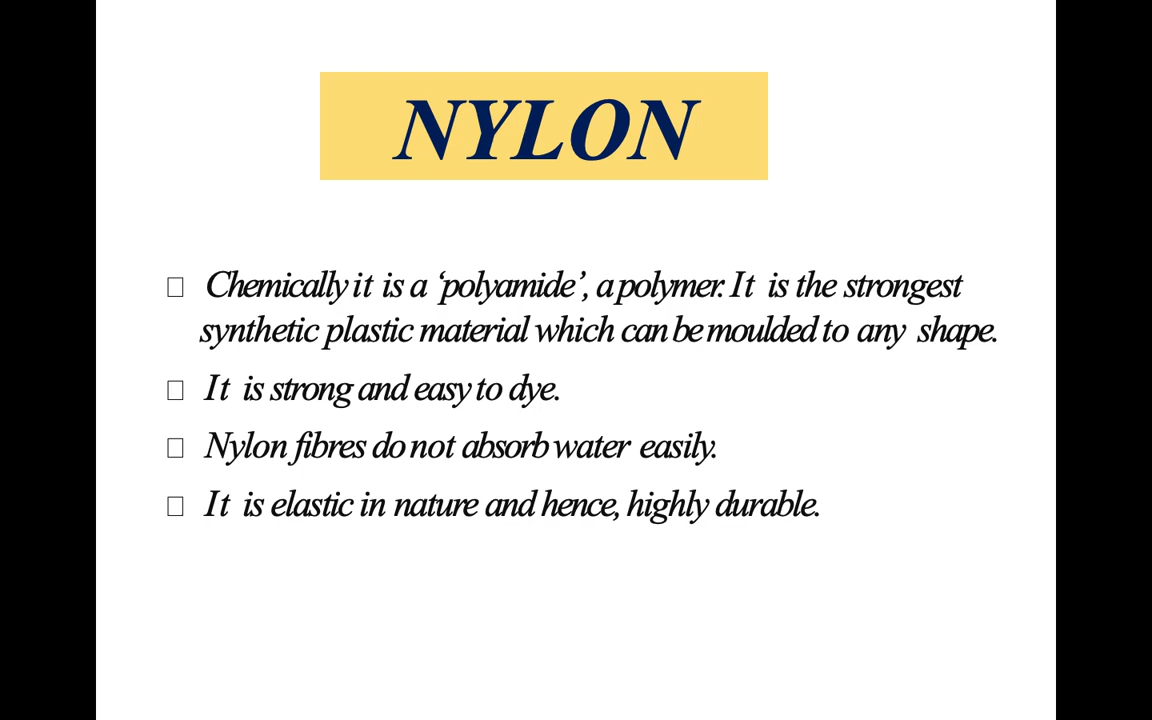 NYLON
Chemically it is a ‘polyamide’, a polymer. It is the strongest
synthetic plastic material which can be moulded to any shape.
It is strong and easy to dye.
Nylon fibres do not absorb water easily.
It is elastic in nature and hence, highly durable.